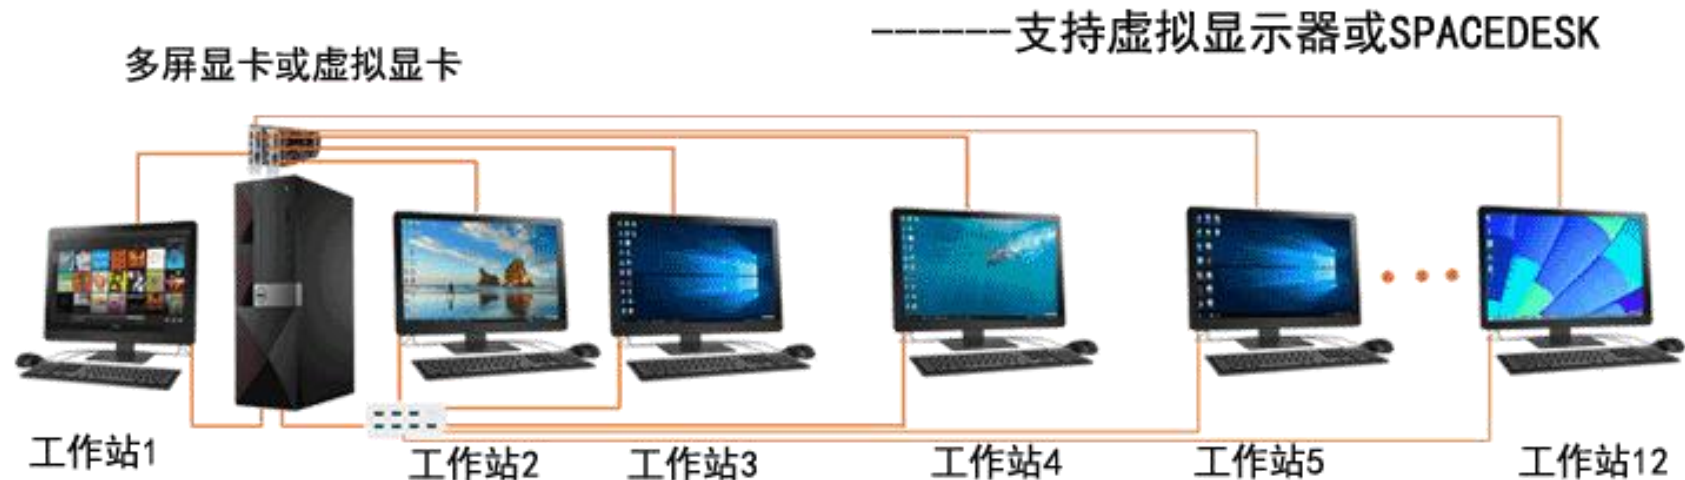 ------支持虚拟显示器或SPACEDESK
多屏显卡或虚拟显卡
工作站1
工作站2
工作站3
工作站4
工作站5
工作站12